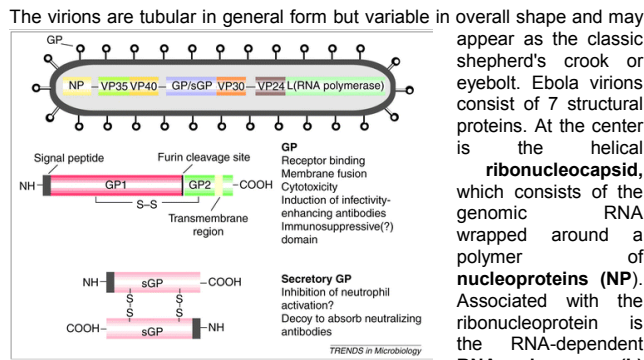 The virions are tubular in general form but variable in overall shape and may
appear as the classic
shepherd's crook or
eyebolt. Ebola virions
consist of 7 structural
proteins. At the center
is the helical
ribonucleocapsid,
which consists of the
genomic RNA
wrapped around a
polymer of
nucleoproteins (NP).
Associated with the
ribonucleoprotein is
the RNA-dependent
GP
NP VP35 VP40 GP/sGP VP30 VP24 L(RNA polymerase)
Signal peptide Furin cleavage site
NH GP1 GP2 COOH
S–S
Transmembrane
region
GP
Receptor binding
Membrane fusion
Cytotoxicity
Induction of infectivity-
enhancing antibodies
Immunosuppressive(?)
domain
NH sGP COOH
S S
S S
COOH sGP NH
Secretory GP
Inhibition of neutrophil
activation?
Decoy to absorb neutralizing
antibodies
TRENDS in Microbiology